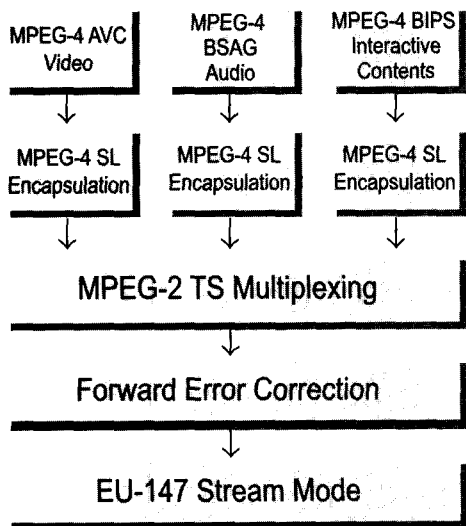 MPEG-4 AVC
Video
MPEG-4
BSAG
Audio
MPEG-4 BIPS
Interactive
Contents
MPEG-4 SL
Encapsulation
MPEG-4 SL
Encapsulation
MPEG-4 SL
Encapsulation
MPEG-2 TS Multiplexing
Forward Error Correction
EU-147 Stream Mode